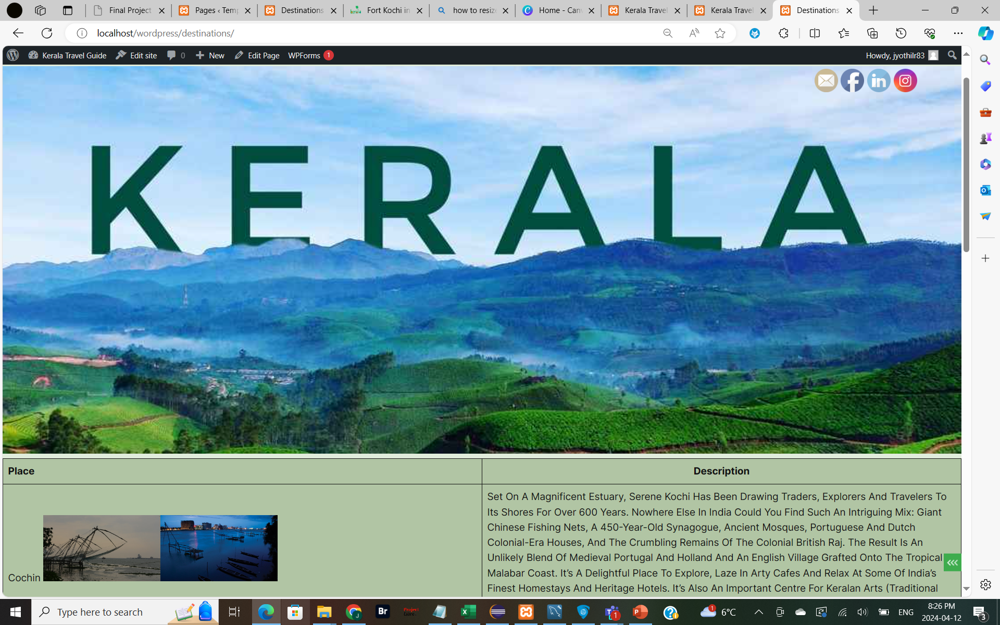 Final Project
Pages ‹ Temp
Destinations
Fort Kochi in
how to resize
Home - Can
Kerala Travel
Kerala Travel
Destinations
localhost/wordpress/destinations/
Kerala Travel Guide
Edit site
0
New
Edit Page
WPForms 1
Howdy, jyothilr83
KERALA
Place
Description
Cochin
Set On A Magnificent Estuary, Serene Kochi Has Been Drawing Traders, Explorers And Travelers To
Its Shores For Over 600 Years. Nowhere Else In India Could You Find Such An Intriguing Mix: Giant
Chinese Fishing Nets, A 450-Year-Old Synagogue, Ancient Mosques, Portuguese And Dutch
Colonial-Era Houses, And The Crumbling Remains Of The Colonial British Raj. The Result Is An
Unlikely Blend Of Medieval Portugal And Holland And An English Village Grafted Onto The Tropical
Malabar Coast. It’s A Delightful Place To Explore, Laze In Arty Cafes And Relax At Some Of India’s
Finest Homestays And Heritage Hotels. It’s Also An Important Centre For Keralan Arts (Traditional
Type here to search
Br
Project
1
1
6°C
ENG
8:26 PM
2024-04-12
3